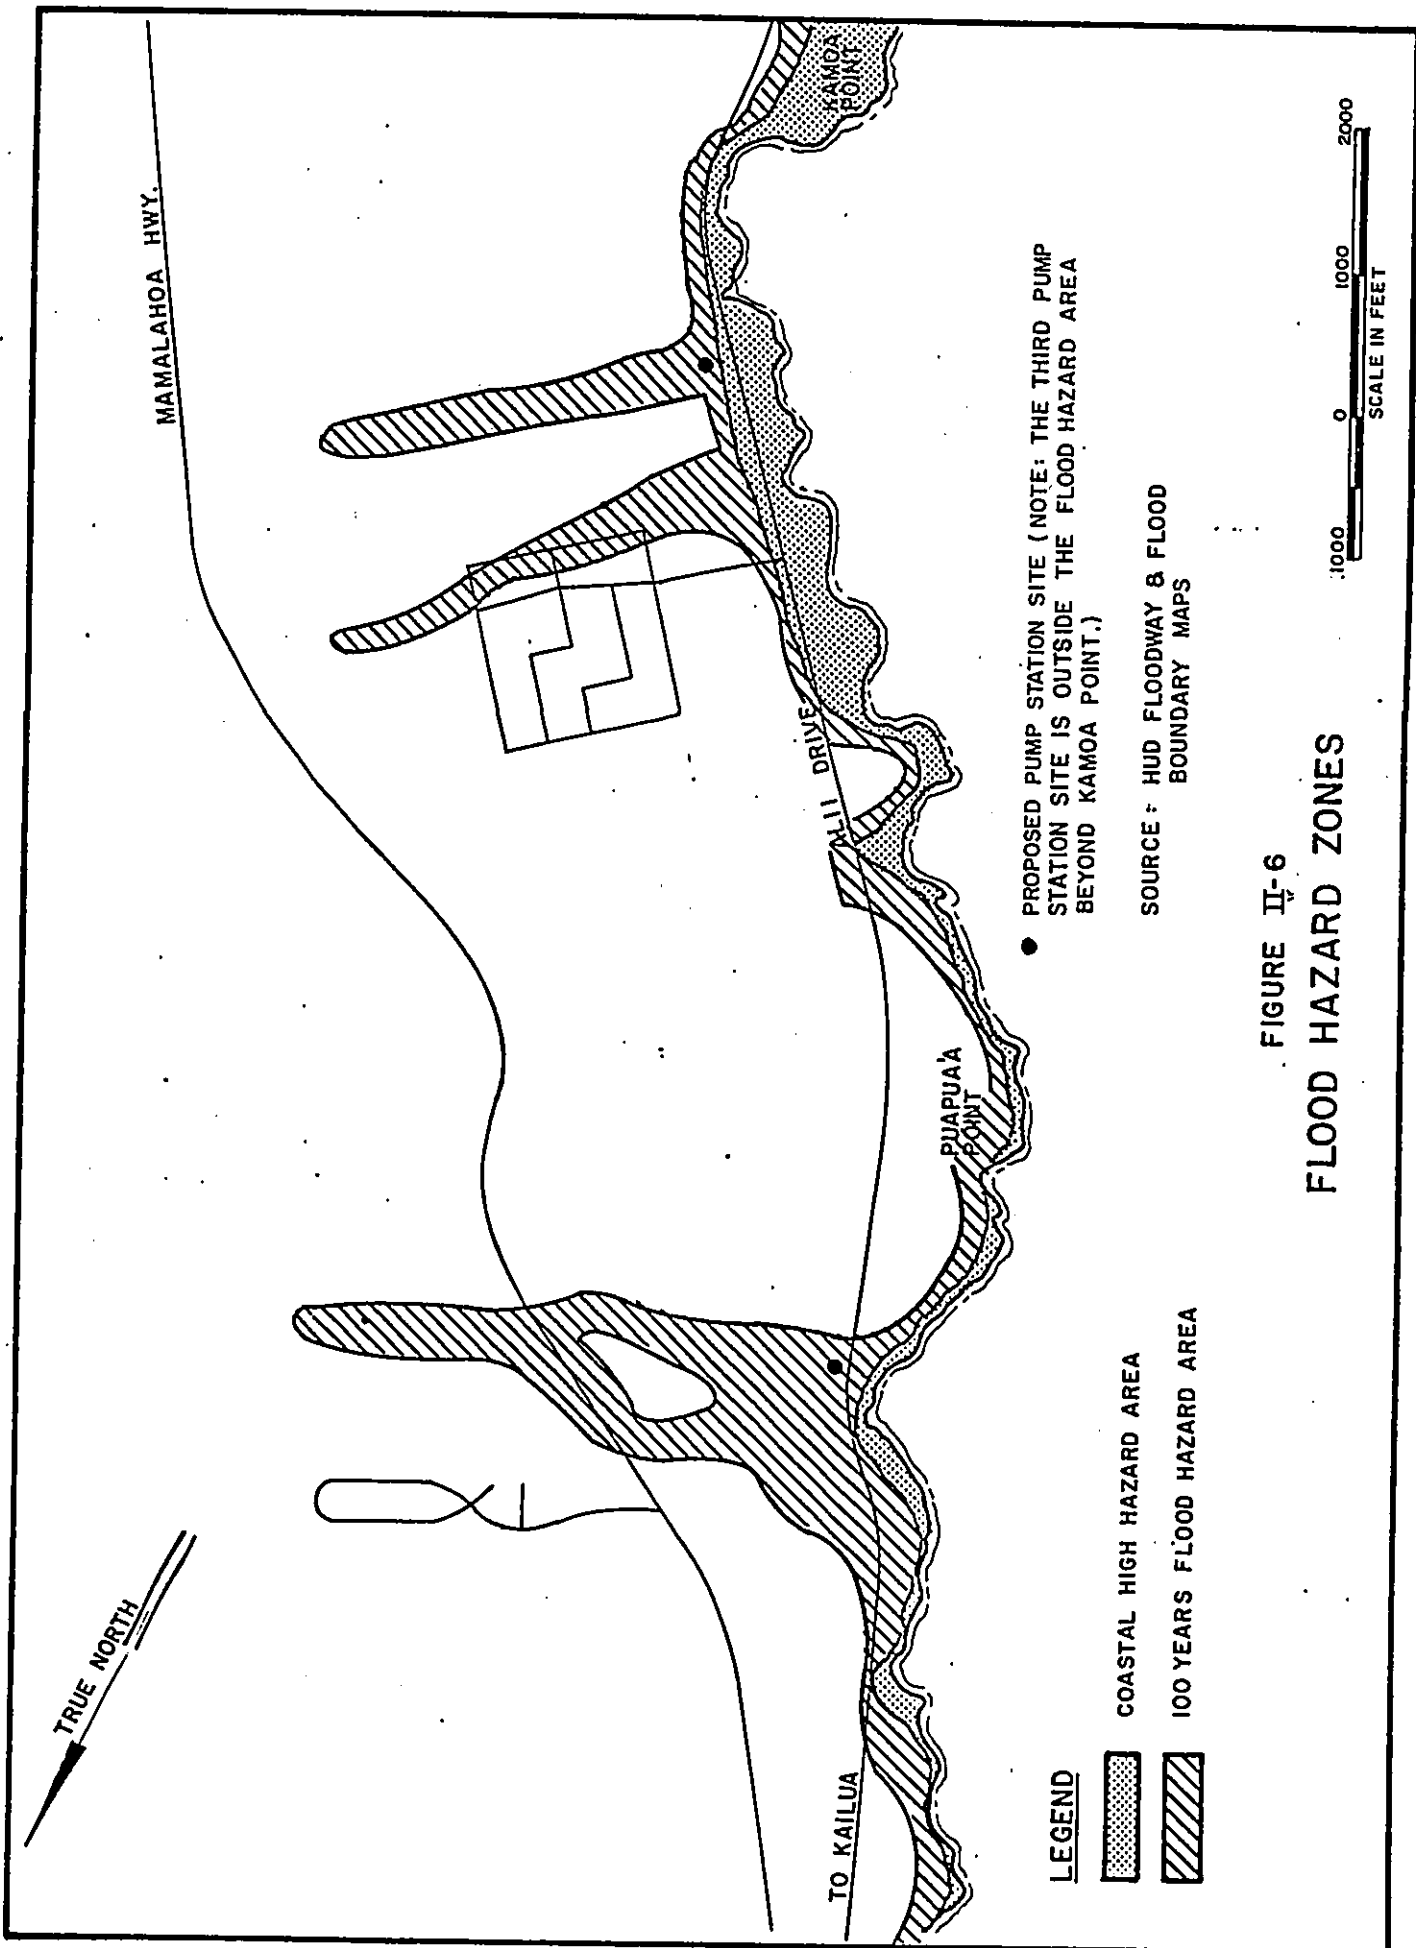 TRUE NORTH
MAMALAHOA HWY.
TO KAILUA
ALII DRIVE
PUAPUA'A
POINT
KAMOA
POINT
LEGEND
COASTAL HIGH HAZARD AREA
100 YEARS FLOOD HAZARD AREA
PROPOSED PUMP STATION SITE (NOTE: THE THIRD PUMP
STATION SITE IS OUTSIDE THE FLOOD HAZARD AREA
BEYOND KAMOA POINT.)
SOURCE: HUD FLOODWAY & FLOOD
BOUNDARY MAPS
1000 0 1000 2000
SCALE IN FEET
FIGURE II-6
FLOOD HAZARD ZONES